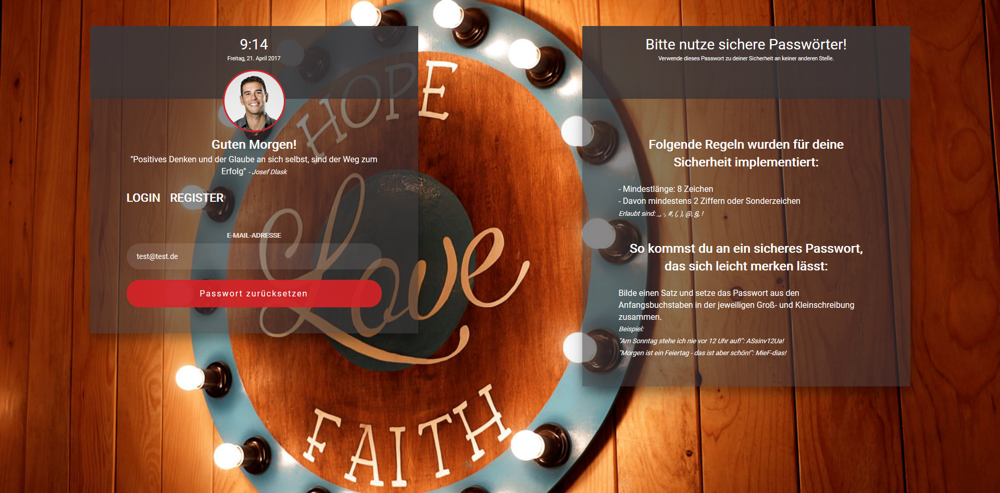 9:14
Freitag, 21. April 2017
Guten Morgen!
"Positives Denken und der Glaube an sich selbst, sind der Weg zum
Erfolg" - Josef Dlask
LOGIN REGISTER
E-MAIL-ADRESSE
test@test.de
Passwort zurücksetzen
Bitte nutze sichere Passwörter!
Verwende dieses Passwort zu deiner Sicherheit an keiner anderen Stelle.
Folgende Regeln wurden für deine
Sicherheit implementiert:
- Mindestlänge: 8 Zeichen
- Davon mindestens 2 Ziffern oder Sonderzeichen
Erlaubt sind: _, -, #, (, ), @, §, !
So kommst du an ein sicheres Passwort,
das sich leicht merken lässt:
Bilde einen Satz und setze das Passwort aus den
Anfangsbuchstaben in der jeweiligen Groß- und Kleinschreibung
zusammen.
Beispiel:
"Am Sonntag stehe ich nie vor 12 Uhr auf!": ASsinv12Ua!
"Morgen ist ein Feiertag - das ist aber schön!": MieF-dias!
HOPE
Love
FAITH